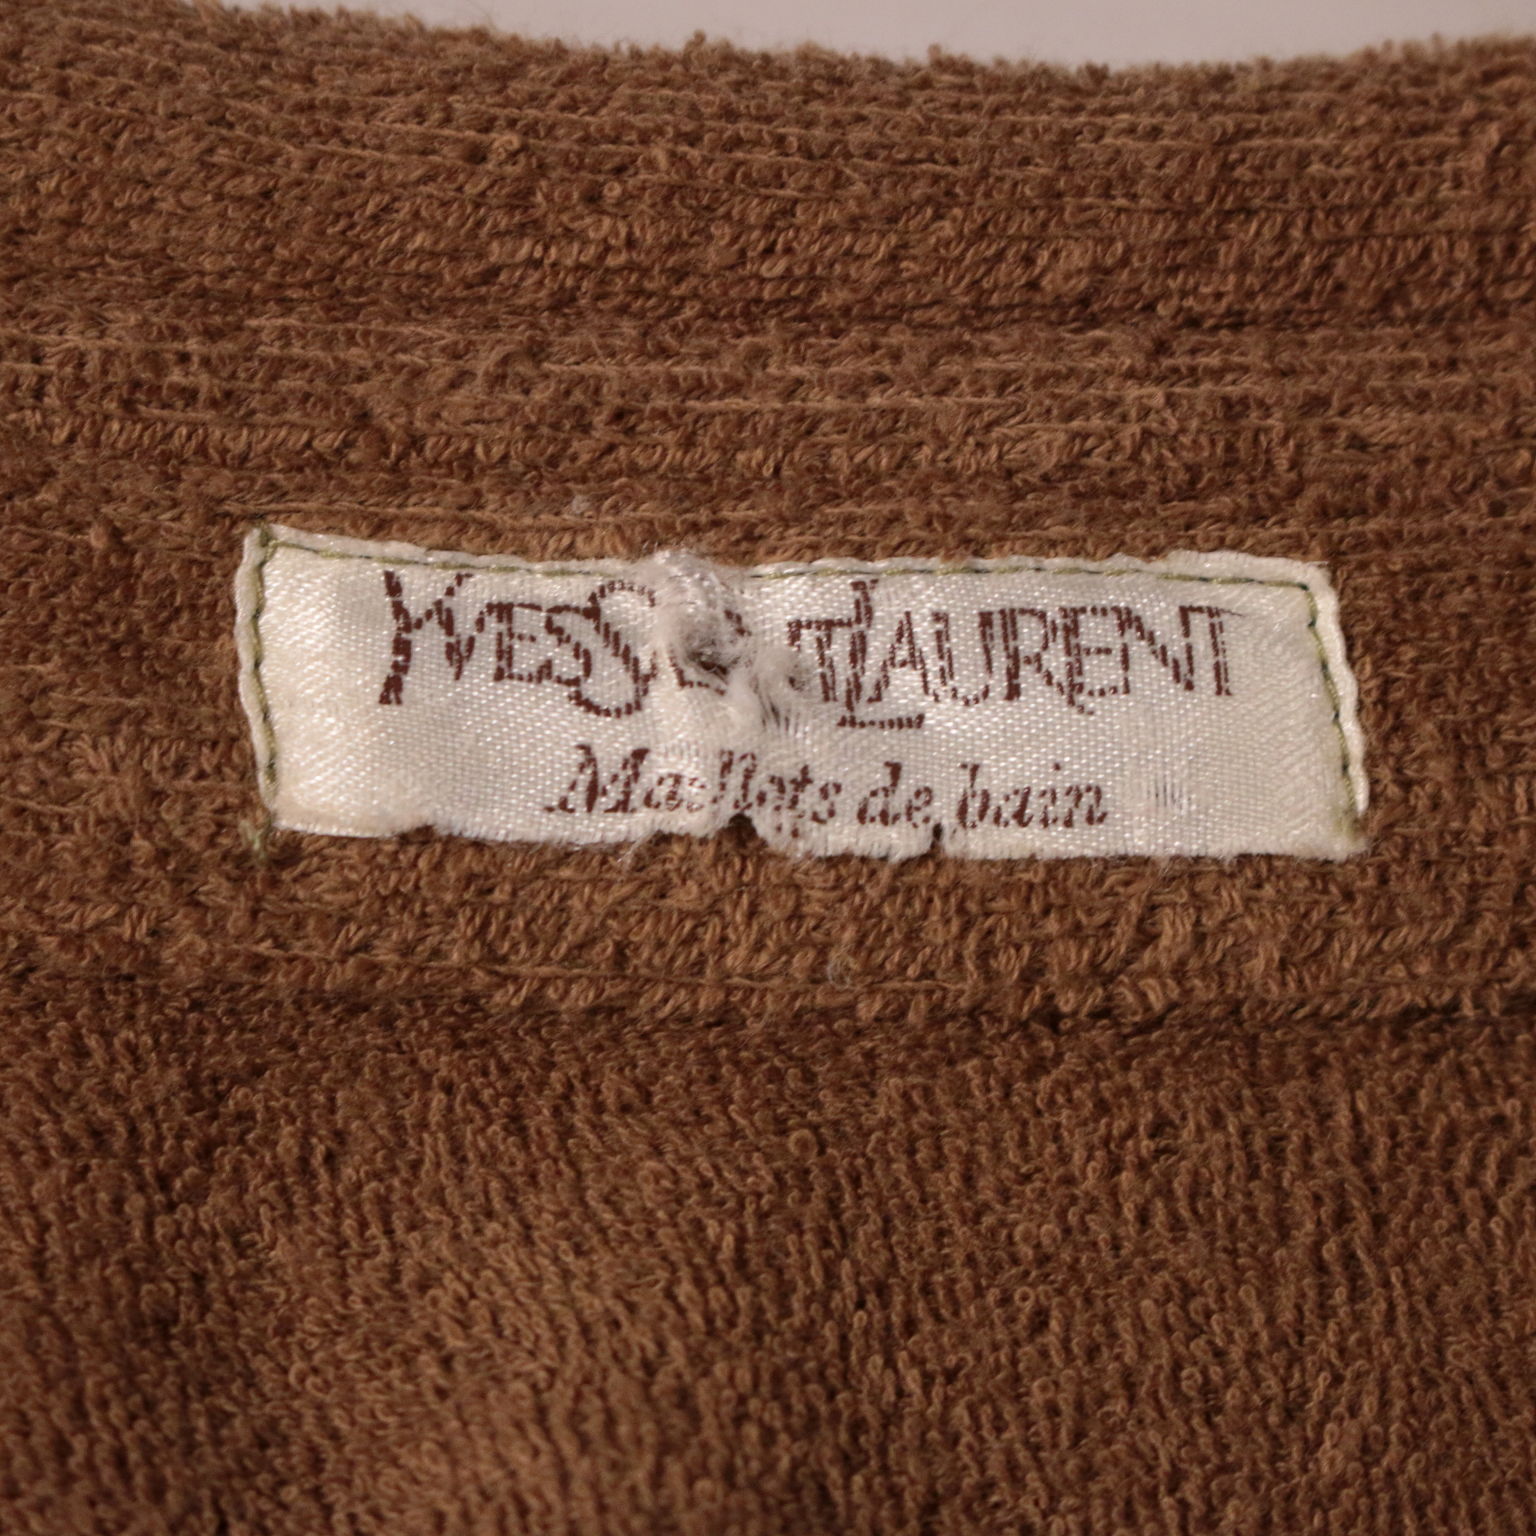 YVES SAINT LAURENT
Maillots de bain